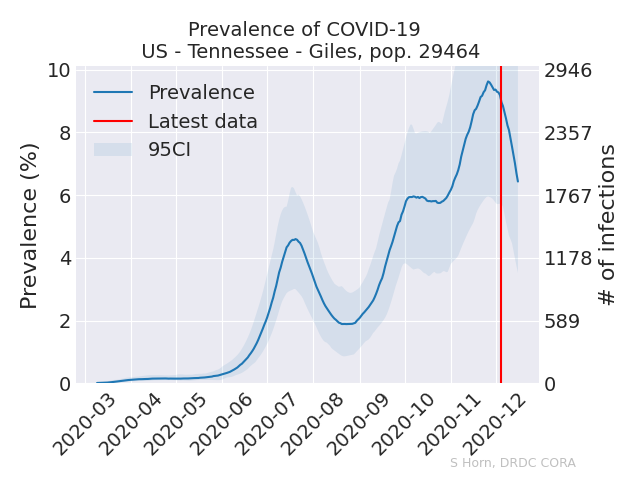 Prevalence of COVID-19
US - Tennessee - Giles, pop. 29464
Prevalence (%)
10
8
6
4
2
0
Prevalence
Latest data
95CI
2946
2357
1767
1178
589
0
# of infections
2020-03
2020-04
2020-05
2020-06
2020-07
2020-08
2020-09
2020-10
2020-11
2020-12
S Horn, DRDC CORA